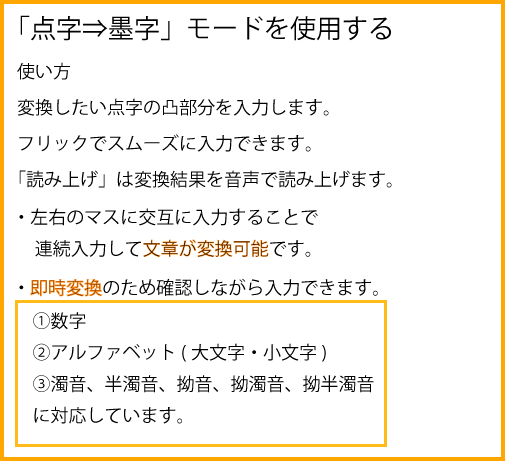 「点字⇒墨字」モードを使用する
使い方
変換したい点字の凸部分を入力します。
フリックでスムーズに入力できます。
「読み上げ」は変換結果を音声で読み上げます。
・左右のマスに交互に入力することで
連続入力して文章が変換可能です。
・即時変換のため確認しながら入力できます。
①数字
②アルファベット(大文字・小文字)
③濁音、半濁音、拗音、拗濁音、拗半濁音
に対応しています。